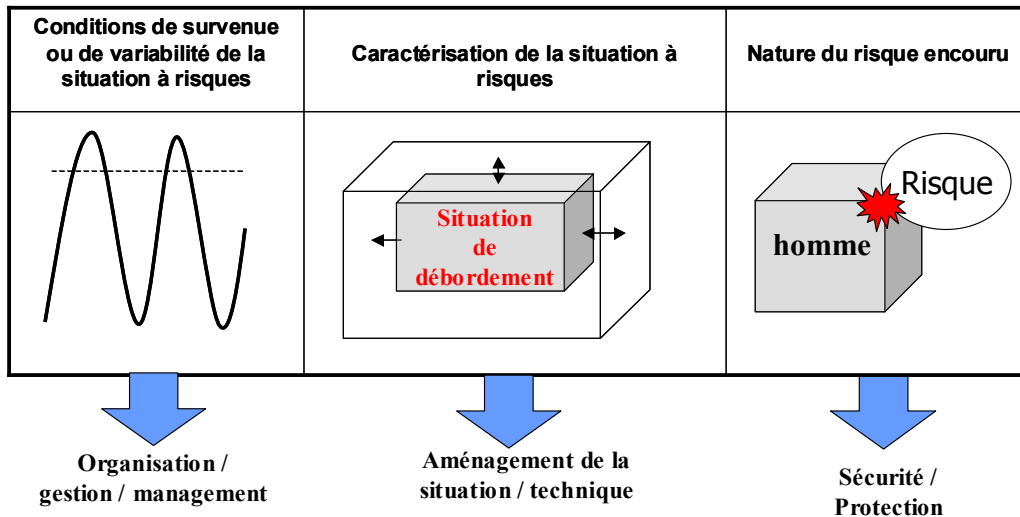 Conditions de survenue
ou de variabilité de la
situation à risques
Caractérisation de la situation à
risques
Nature du risque encouru
Situation
de
débordement
Risque
homme
Organisation /
gestion / management
Aménagement de la
situation / technique
Sécurité /
Protection